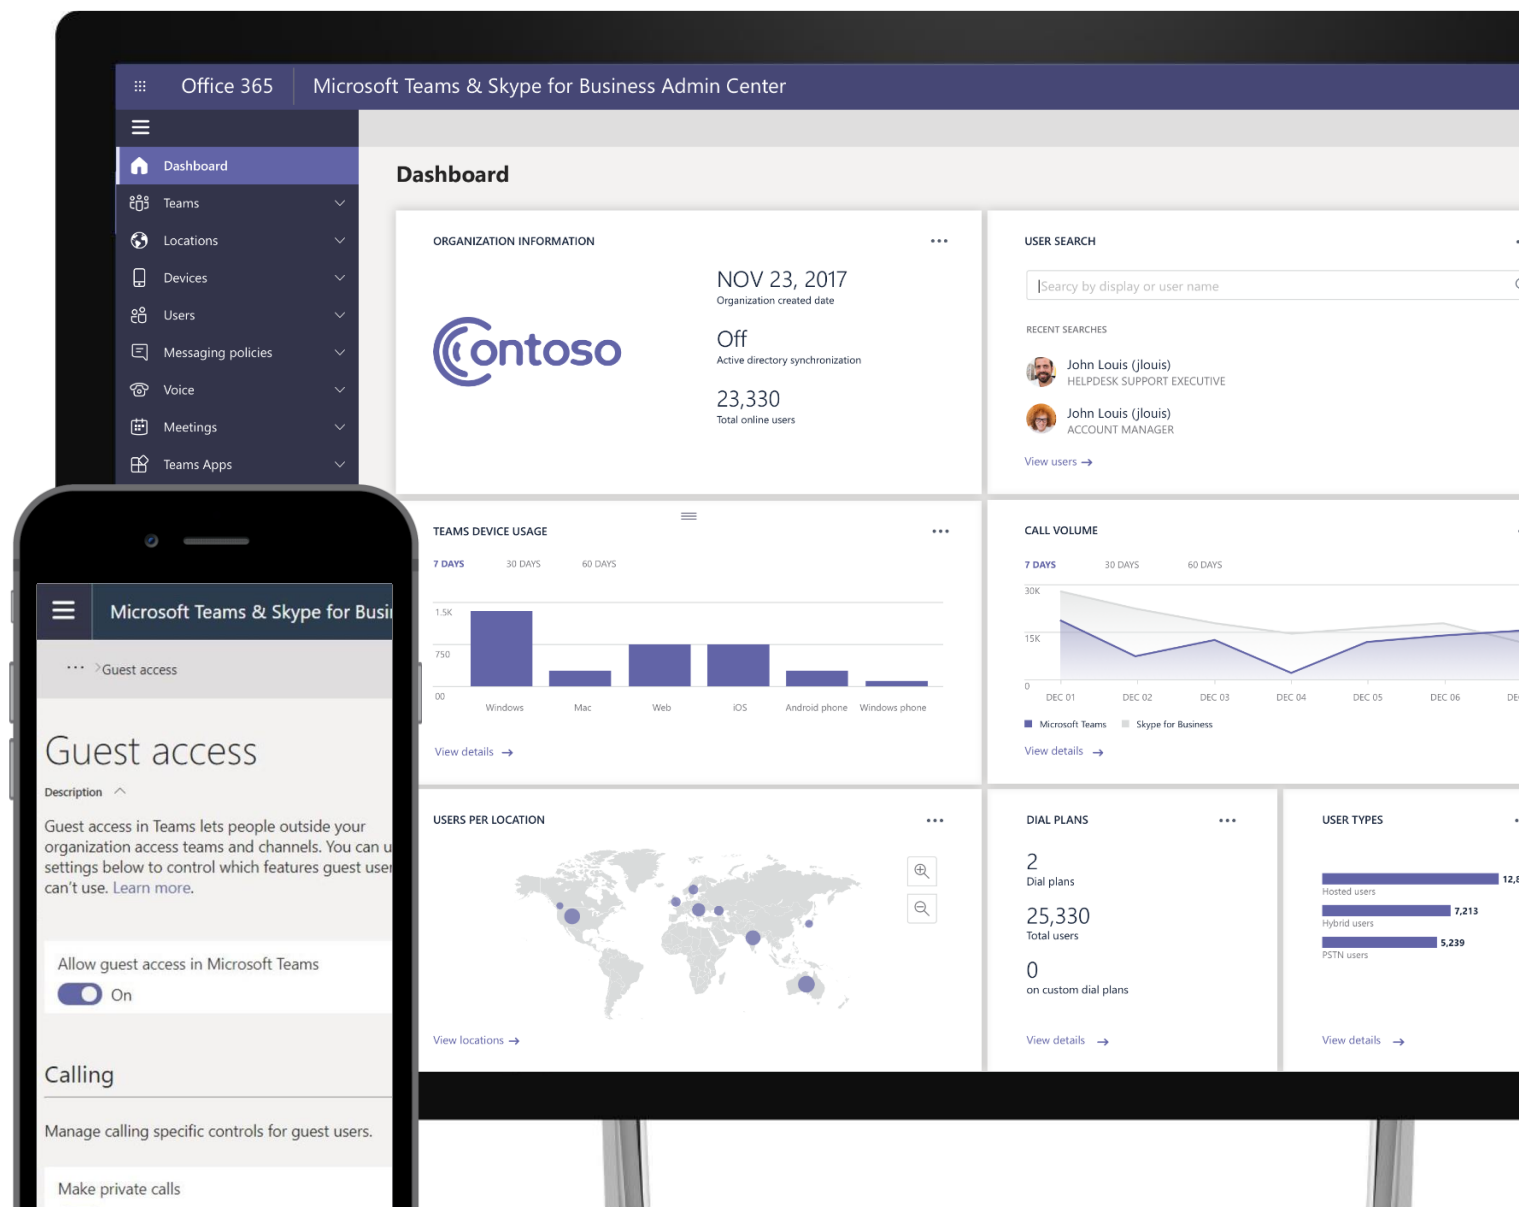 Office 365
Microsoft Teams & Skype for Business Admin Center
Dashboard
Teams
Locations
Devices
Users
Messaging policies
Voice
Meetings
Teams Apps
Dashboard
ORGANIZATION INFORMATION
contoso
NOV 23, 2017
Organization created date
Off
Active directory synchronization
23,330
Total online users
USER SEARCH
Searcy by display or user name
RECENT SEARCHES
John Louis (jlouis)
HELPDESK SUPPORT EXECUTIVE
John Louis (jlouis)
ACCOUNT MANAGER
View users →
TEAMS DEVICE USAGE
7 DAYS 30 DAYS 60 DAYS
1.5K
750
00
Windows Mac Web iOS Android phone Windows phone
View details →
CALL VOLUME
7 DAYS 30 DAYS 60 DAYS
30K
15K
0
DEC 01 DEC 02 DEC 03 DEC 04 DEC 05 DEC 06 DE
Microsoft Teams Skype for Business
View details →
USERS PER LOCATION
View locations →
DIAL PLANS
2
Dial plans
25,330
Total users
0
on custom dial plans
View details →
USER TYPES
12,8
Hosted users
7,213
Hybrid users
5,239
PSTN users
View details →
Microsoft Teams & Skype for Busi
... >Guest access
Guest access
Description
Guest access in Teams lets people outside your
organization access teams and channels. You can u
settings below to control which features guest user
can't use. Learn more.
Allow guest access in Microsoft Teams
On
Calling
Manage calling specific controls for guest users.
Make private calls